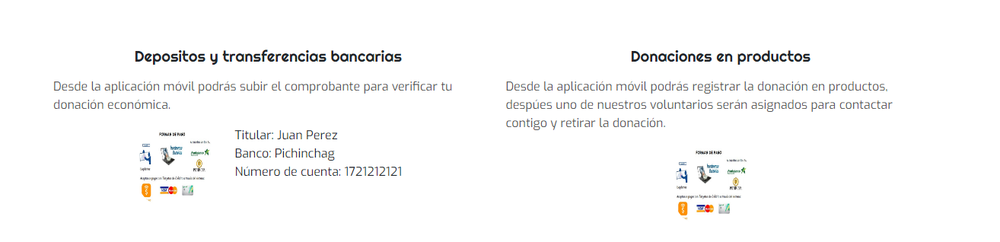 Depositos y transferencias bancarias
Desde la aplicación móvil podrás subir el comprobante para verificar tu
donación económica.
FORMAS DE PAGO
Titular: Juan Perez
Banco: Pichinchag
Número de cuenta: 1721212121
VISA
Donaciones en productos
Desde la aplicación móvil podrás registrar la donación en productos,
despúes uno de nuestros voluntarios serán asignados para contactar
contigo y retirar la donación.
FORMAS DE PAGO
VISA